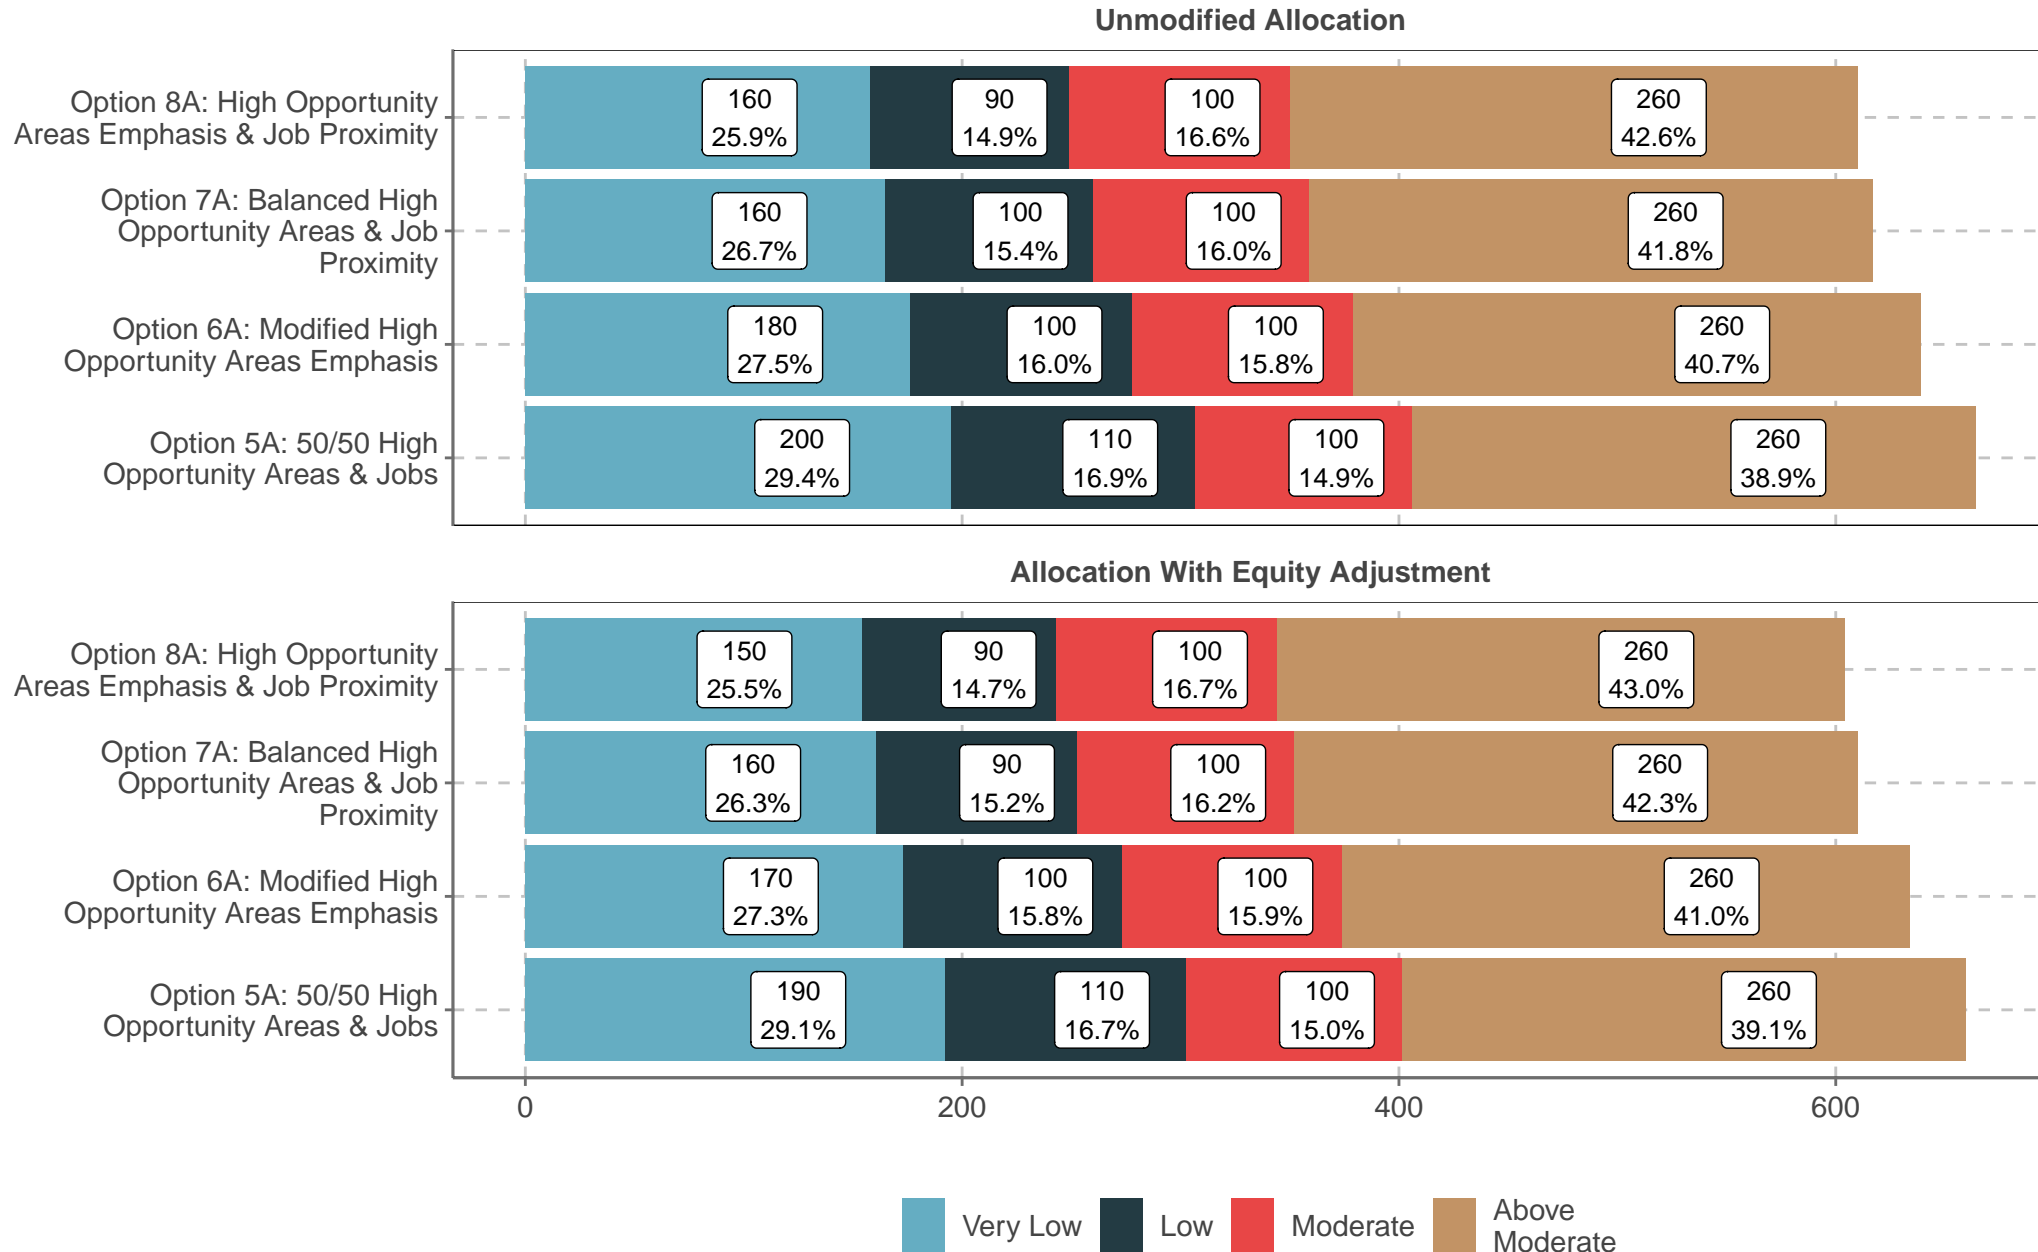 Unmodified Allocation
Option 8A: High Opportunity
Areas Emphasis & Job Proximity
160
25.9%
90
14.9%
100
16.6%
260
42.6%
Option 7A: Balanced High
Opportunity Areas & Job
Proximity
160
26.7%
100
15.4%
100
16.0%
260
41.8%
Option 6A: Modified High
Opportunity Areas Emphasis
180
27.5%
100
16.0%
100
15.8%
260
40.7%
Option 5A: 50/50 High
Opportunity Areas & Jobs
200
29.4%
110
16.9%
100
14.9%
260
38.9%
Allocation With Equity Adjustment
Option 8A: High Opportunity
Areas Emphasis & Job Proximity
150
25.5%
90
14.7%
100
16.7%
260
43.0%
Option 7A: Balanced High
Opportunity Areas & Job
Proximity
160
26.3%
90
15.2%
100
16.2%
260
42.3%
Option 6A: Modified High
Opportunity Areas Emphasis
170
27.3%
100
15.8%
100
15.9%
260
41.0%
Option 5A: 50/50 High
Opportunity Areas & Jobs
190
29.1%
110
16.7%
100
15.0%
260
39.1%
0
200
400
600
Very Low
Low
Moderate
Above
Moderate